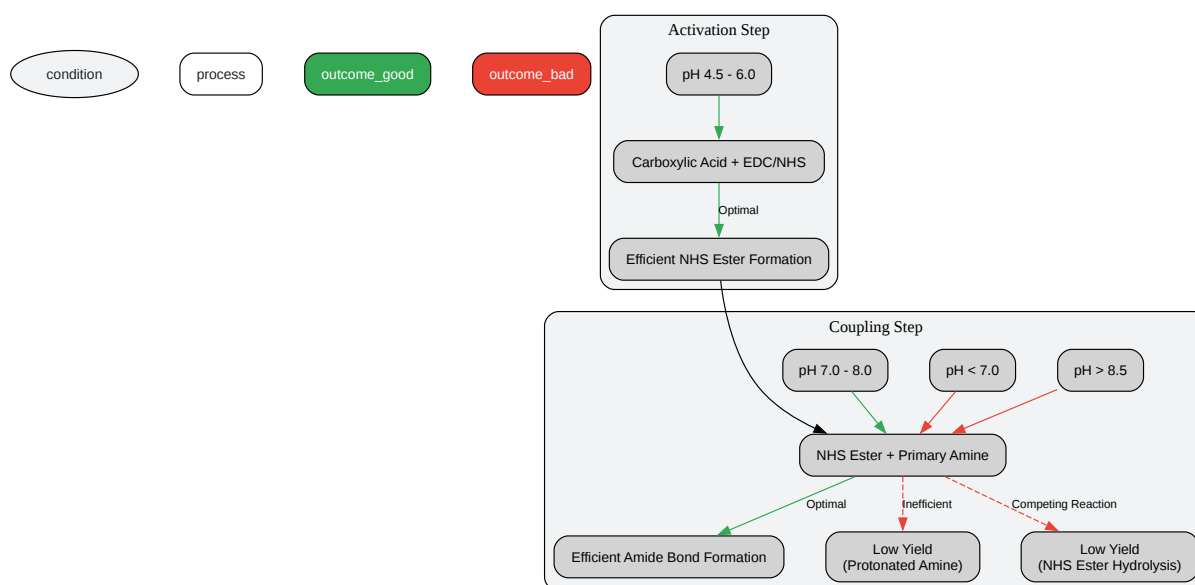 Activation Step
condition
process
outcome_good
outcome_bad
pH 4.5 - 6.0
Carboxylic Acid + EDC/NHS
Optimal
Efficient NHS Ester Formation
Coupling Step
pH 7.0 - 8.0
pH < 7.0
pH > 8.5
NHS Ester + Primary Amine
Optimal
Inefficient
Competing Reaction
Efficient Amide Bond Formation
Low Yield
(Protonated Amine)
Low Yield
(NHS Ester Hydrolysis)